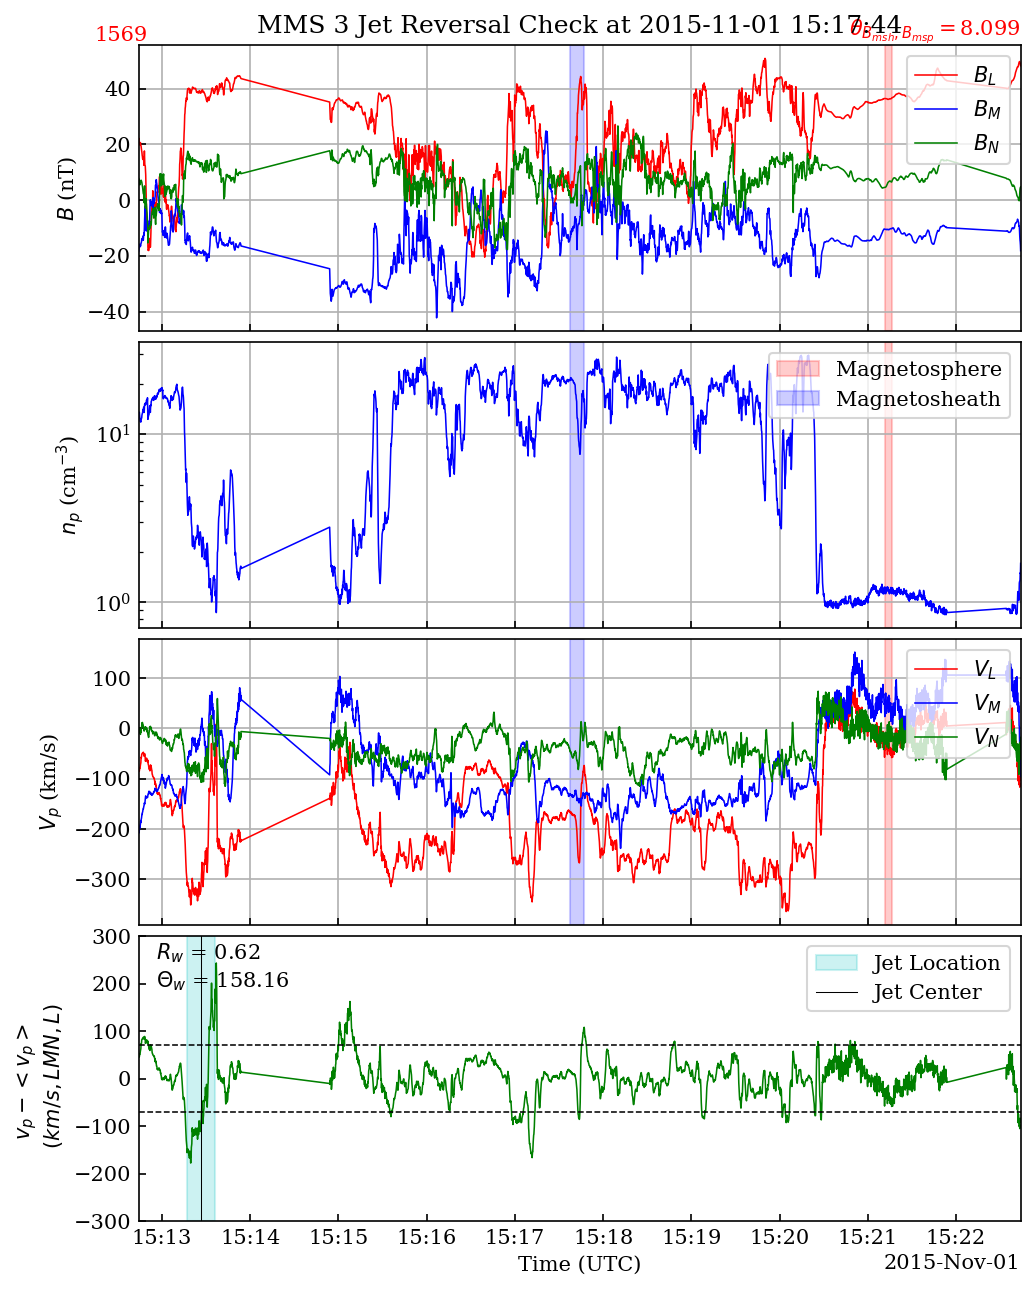 MMS 3 Jet Reversal Check at 2015-11-01 15:17:44
1569
θ_{B_{msh}, B_{msp}} = 8.099
B (nT)
40
20
0
−20
−40
B_L
B_M
B_N
n_p (cm^{−3})
10^1
10^0
Magnetosphere
Magnetosheath
V_p (km/s)
100
0
−100
−200
−300
V_L
V_M
V_N
v_p − < v_p >
(km/s, LMN, L)
300
200
100
0
−100
−200
−300
R_w = 0.62
Θ_w = 158.16
Jet Location
Jet Center
15:13 15:14 15:15 15:16 15:17 15:18 15:19 15:20 15:21 15:22
Time (UTC)
2015-Nov-01